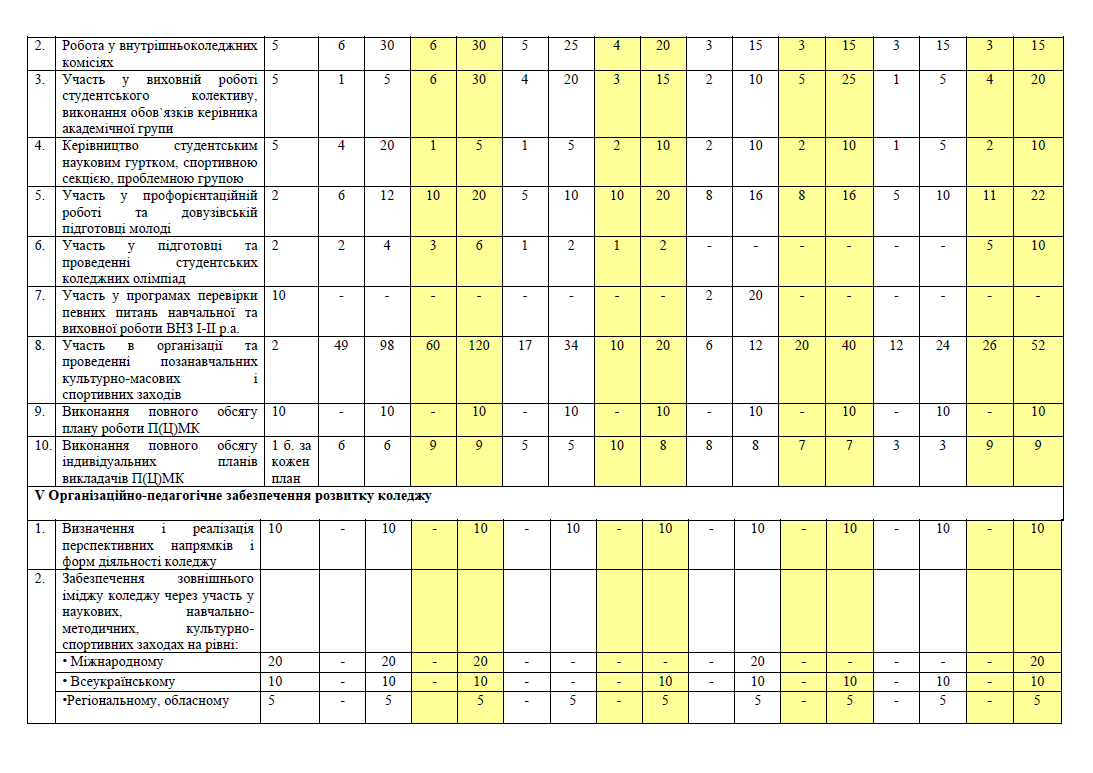 2. Робота у внутрішньоколеджних 5 6 30 6 30 5 25 4 20 3 15 3 15 3 15 3 15
комісіях
3. Участь у виховній роботі 5 1 5 6 30 4 20 3 15 2 10 5 25 1 5 4 20
студентського колективу,
виконання обов`язків керівника
академічної групи
4. Керівництво студентським 5 4 20 1 5 1 5 2 10 2 10 2 10 1 5 2 10
науковим гуртком, спортивною
секцією, проблемною групою
5. Участь у профорієнтаційній 2 6 12 10 20 5 10 10 20 8 16 8 16 5 10 11 22
роботі та довузівській
підготовці молоді
6. Участь у підготовці та 2 2 4 3 6 1 2 1 2 - - - - - - 5 10
проведенні студентських
коледжних олімпіад
7. Участь у програмах перевірки 10 - - - - - - - - 2 20 - - - - - -
певних питань навчальної та
виховної роботи ВНЗ І-ІІ р.а.
8. Участь в організації та 2 49 98 60 120 17 34 10 20 6 12 20 40 12 24 26 52
проведенні позанавчальних
культурно-масових і
спортивних заходів
9. Виконання повного обсягу 10 - 10 - 10 - 10 - 10 - 10 - 10 - 10 - 10
плану роботи П(Ц)МК
10. Виконання повного обсягу 1 б. за 6 6 9 9 5 5 10 8 8 8 7 7 3 3 9 9
індивідуальних планів кожен
викладачів П(Ц)МК план
V Організаційно-педагогічне забезпечення розвитку коледжу
1. Визначення і реалізація 10 - 10 - 10 - 10 - 10 - 10 - 10 - 10 - 10
перспективних напрямків і
форм діяльності коледжу
2. Забезпечення зовнішнього
іміджу коледжу через участь у
наукових, навчально-
методичних, культурно-
спортивних заходах на рівні:
• Міжнародному 20 - 20 - 20 - - - - - 20 - - - - - 20
• Всеукраїнському 10 - 10 - 10 - - - 10 - 10 - 10 - 10 - 10
•Регіональному, обласному 5 - 5 5 - 5 - 5 5 - 5 - 5 - 5